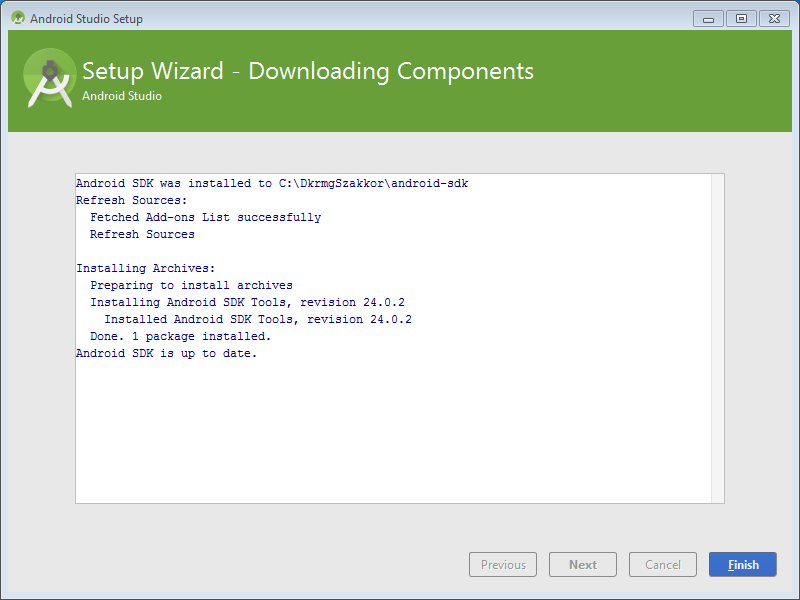 Android Studio Setup
Setup Wizard - Downloading Components
Android Studio
Android SDK was installed to C:\DkrmgSzakkor\android-sdk
Refresh Sources:
  Fetched Add-ons List successfully
  Refresh Sources

Installing Archives:
  Preparing to install archives
  Installing Android SDK Tools, revision 24.0.2
    Installed Android SDK Tools, revision 24.0.2
  Done. 1 package installed.
Android SDK is up to date.
Previous
Next
Cancel
Finish